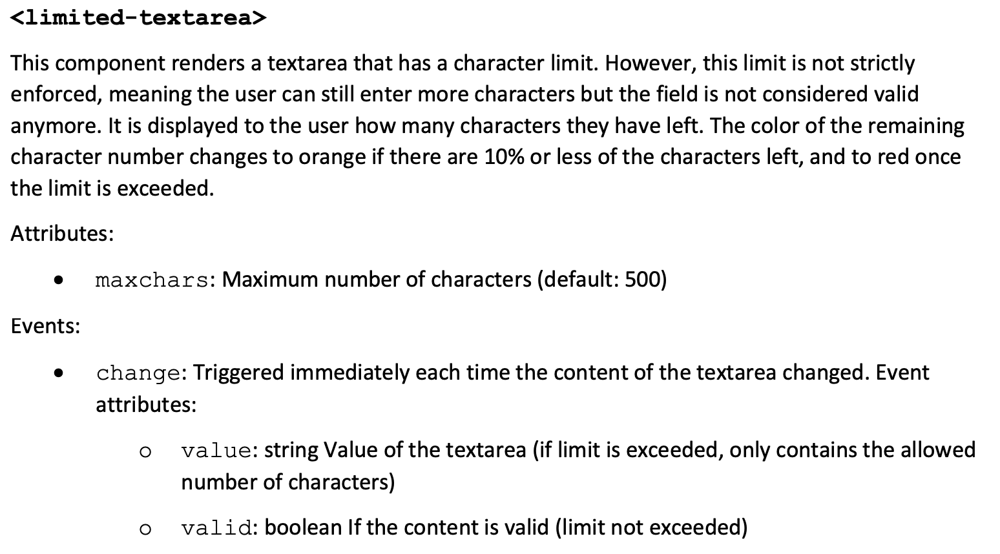 <limited-textarea>
This component renders a textarea that has a character limit. However, this limit is not strictly
enforced, meaning the user can still enter more characters but the field is not considered valid
anymore. It is displayed to the user how many characters they have left. The color of the remaining
character number changes to orange if there are 10% or less of the characters left, and to red once
the limit is exceeded.
Attributes:
• maxchars: Maximum number of characters (default: 500)
Events:
• change: Triggered immediately each time the content of the textarea changed. Event
attributes:
o value: string Value of the textarea (if limit is exceeded, only contains the allowed
number of characters)
o valid: boolean If the content is valid (limit not exceeded)